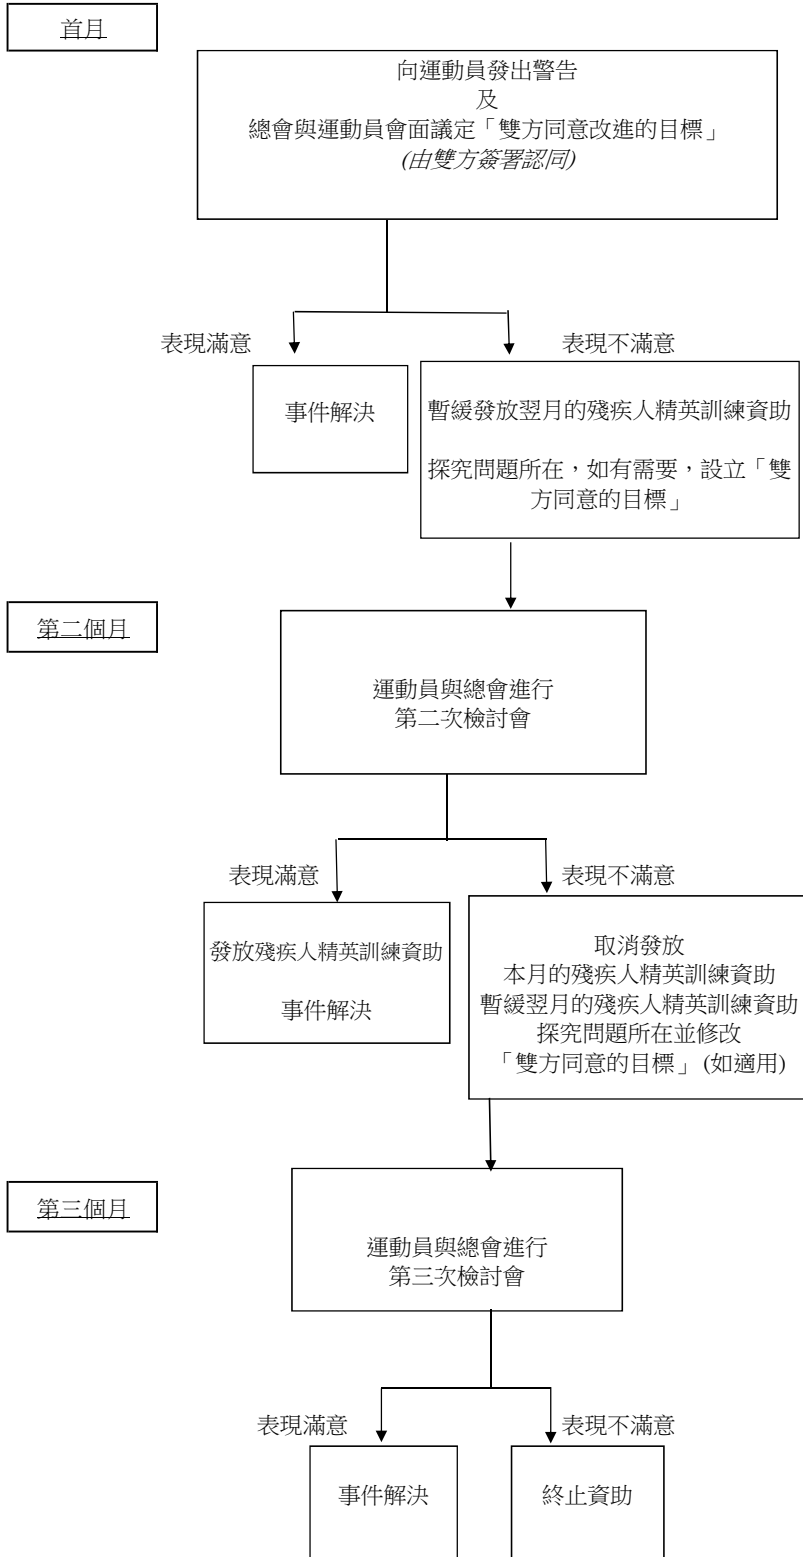 首月
向運動員發出警告
及
總會與運動員會面議定「雙方同意改進的目標」
(由雙方簽署認同)
表現滿意
表現不滿意
事件解決
暫緩發放翌月的殘疾人精英訓練資助
探究問題所在，如有需要，設立「雙
方同意的目標」
第二個月
運動員與總會進行
第二次檢討會
表現滿意
表現不滿意
發放殘疾人精英訓練資助
事件解決
取消發放
本月的殘疾人精英訓練資助
暫緩翌月的殘疾人精英訓練資助
探究問題所在並修改
「雙方同意的目標」 (如適用)
第三個月
運動員與總會進行
第三次檢討會
表現滿意
表現不滿意
事件解決
終止資助